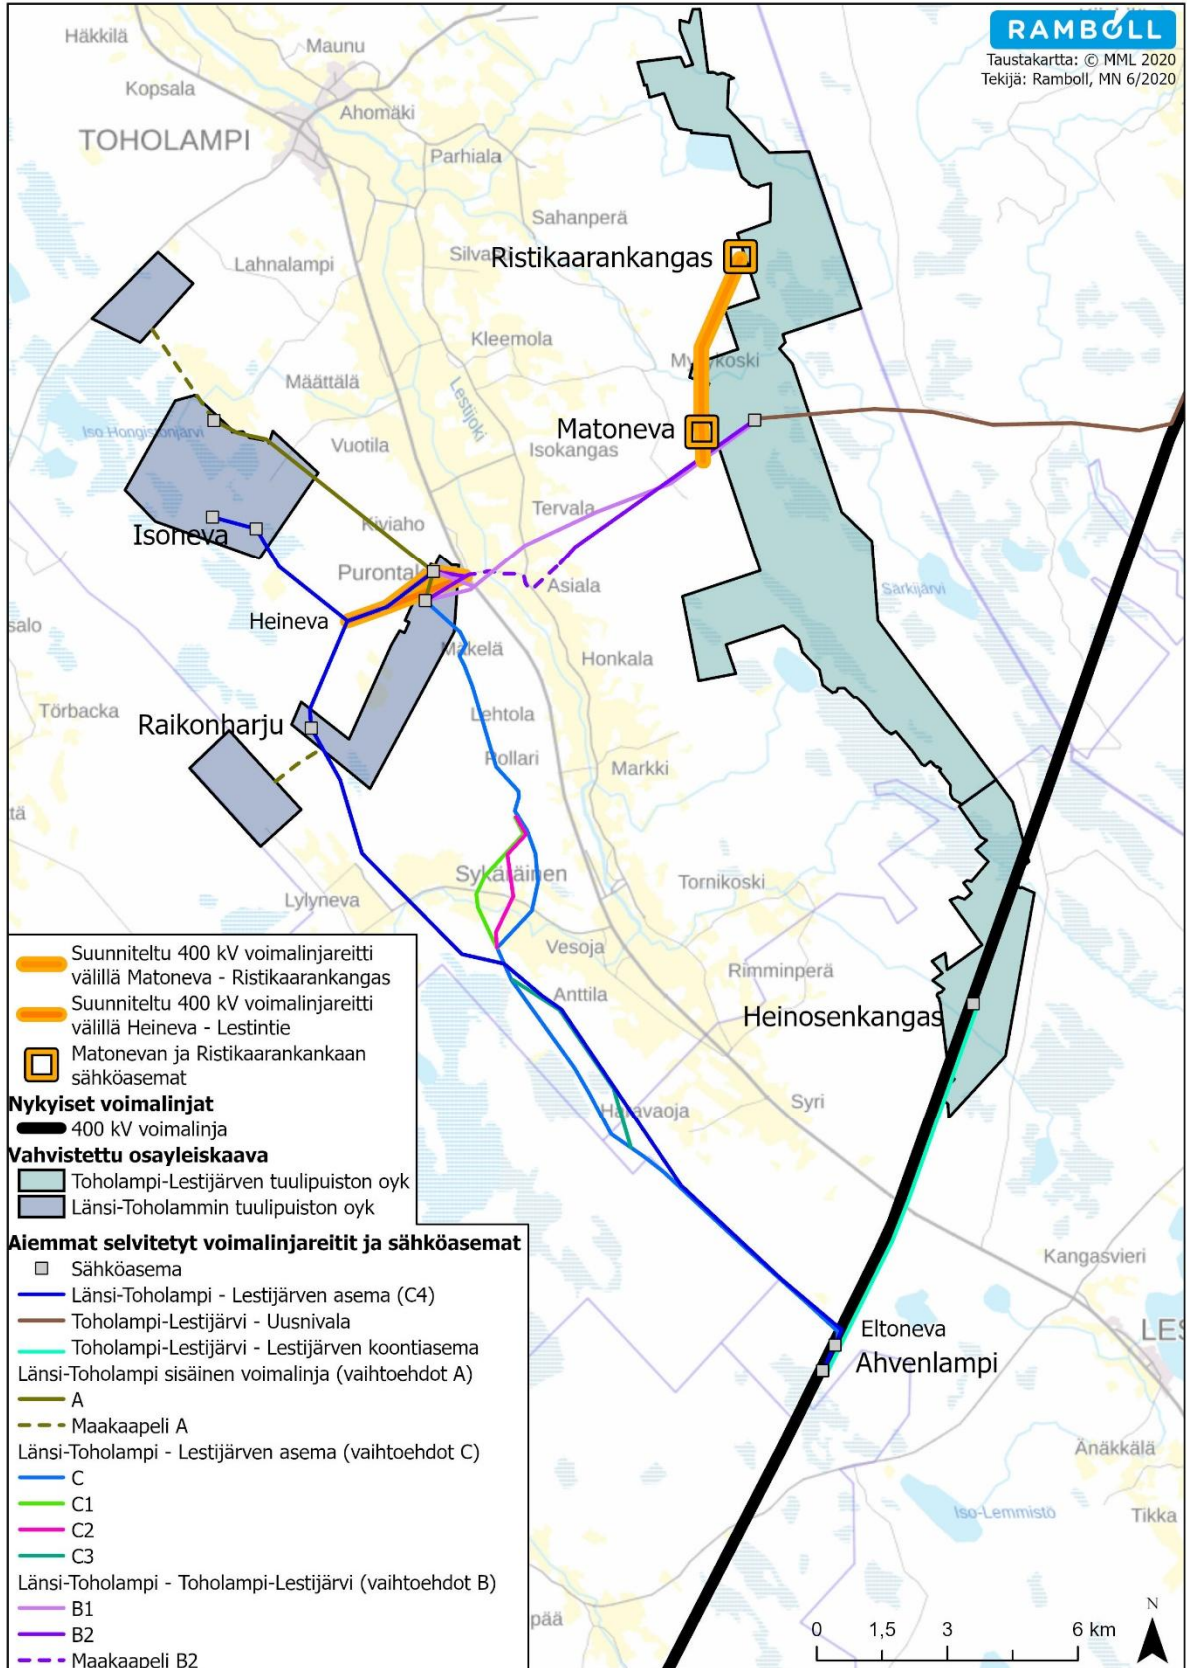 RAMBOLL
Taustakartta: © MML 2020
Tekijä: Ramboll, MN 6/2020
Häkkilä
Maunu
Kopsala
Ahomäki
TOHOLAMPI
Parhiala
Sahanperä
Ristikaarankangas
Lahnalampi
Kleemola
Määttälä
Lestijoki
Matoneva
Iso Hongistonjärvi
Vuotila
Isokangas
Tervala
Kiviaho
Isoneva
Asiala
Särkijärvi
Heineva
Mäkelä
Honkala
Törbacka
Lehtola
Raikonharju
Pollari
Markki
Sykäräinen
Tornikoski
Lylyneva
Vesoja
Rimminperä
Anttila
Heinosenkangas
Haravaoja
Syri
Kangasvieri
Eltoneva
Ahvenlampi
Änäkkälä
Iso-Lemmistö
Tikka
Suunniteltu 400 kV voimalinjareitti
välillä Matoneva - Ristikaarankangas
Suunniteltu 400 kV voimalinjareitti
välillä Heineva - Lestintie
Matonevan ja Ristikaarankankaan
sähköasemat
Nykyiset voimalinjat
400 kV voimalinja
Vahvistettu osayleiskaava
Toholampi-Lestijärven tuulipuiston oyk
Länsi-Toholammin tuulipuiston oyk
Aiemmat selvitetyt voimalinjareitit ja sähköasemat
Sähköasema
Länsi-Toholampi - Lestijärven asema (C4)
Toholampi-Lestijärvi - Uusnivala
Toholampi-Lestijärvi - Lestijärven koontiasema
Länsi-Toholampi sisäinen voimalinja (vaihtoehdot A)
A
Maakaapeli A
Länsi-Toholampi - Lestijärven asema (vaihtoehdot C)
C
C1
C2
C3
Länsi-Toholampi - Toholampi-Lestijärvi (vaihtoehdot B)
B1
B2
Maakaapeli B2
N
0 1,5 3 6 km